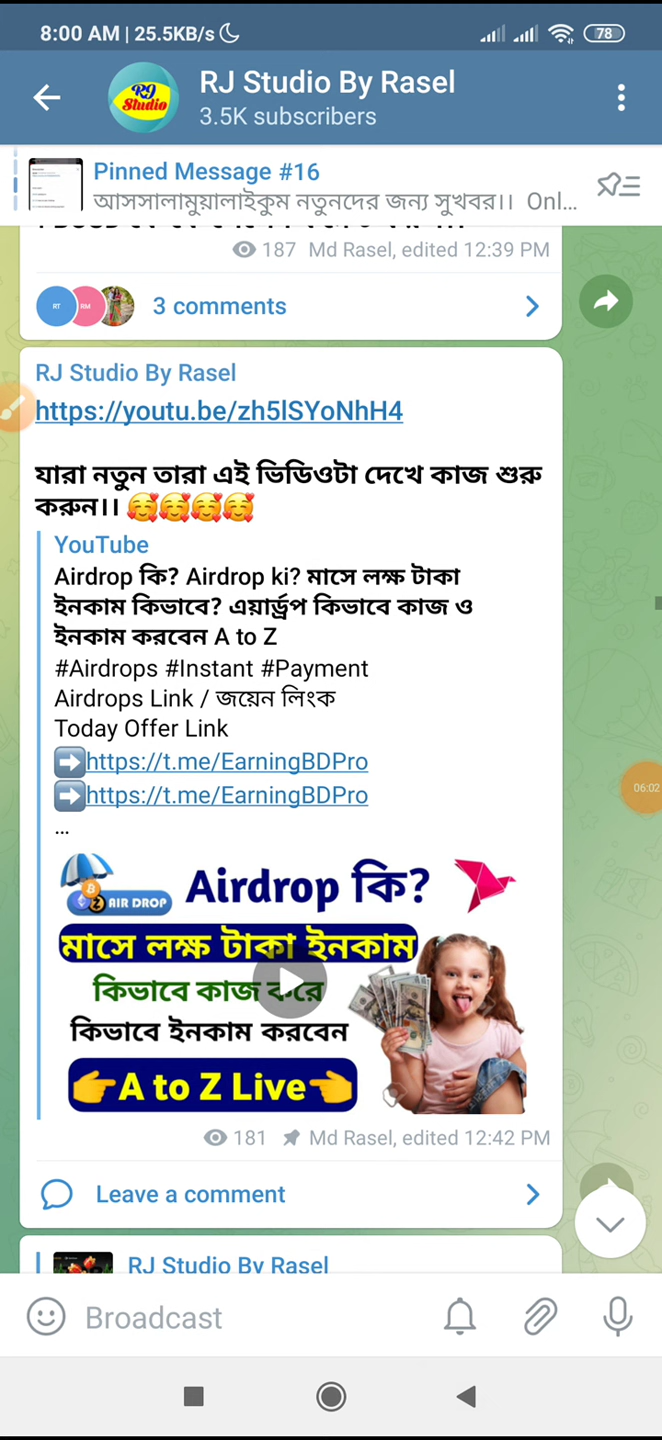 8:00 AM | 25.5KB/s
78
RJ Studio
RJ Studio By Rasel
3.5K subscribers
Pinned Message #16
আসসালামুয়ালাইকুম নতুনদের জন্য সুখবর।। Onl...
187 Md Rasel, edited 12:39 PM
RT RM 3 comments
RJ Studio By Rasel
https://youtu.be/zh5lSYoNhH4
যারা নতুন তারা এই ভিডিওটা দেখে কাজ শুরু
করুন।। 🥰🥰🥰🥰
YouTube
Airdrop কি? Airdrop ki? মাসে লক্ষ টাকা
ইনকাম কিভাবে? এয়ার্ড্রপ কিভাবে কাজ ও
ইনকাম করবেন A to Z
#Airdrops #Instant #Payment
Airdrops Link / জয়েন লিংক
Today Offer Link
➡️https://t.me/EarningBDPro
➡️https://t.me/EarningBDPro
...
06:02
AIR DROP Airdrop কি?
মাসে লক্ষ টাকা ইনকাম
কিভাবে কাজ করে
কিভাবে ইনকাম করবেন
👉A to Z Live👈
181 Md Rasel, edited 12:42 PM
Leave a comment
RJ Studio By Rasel
Broadcast